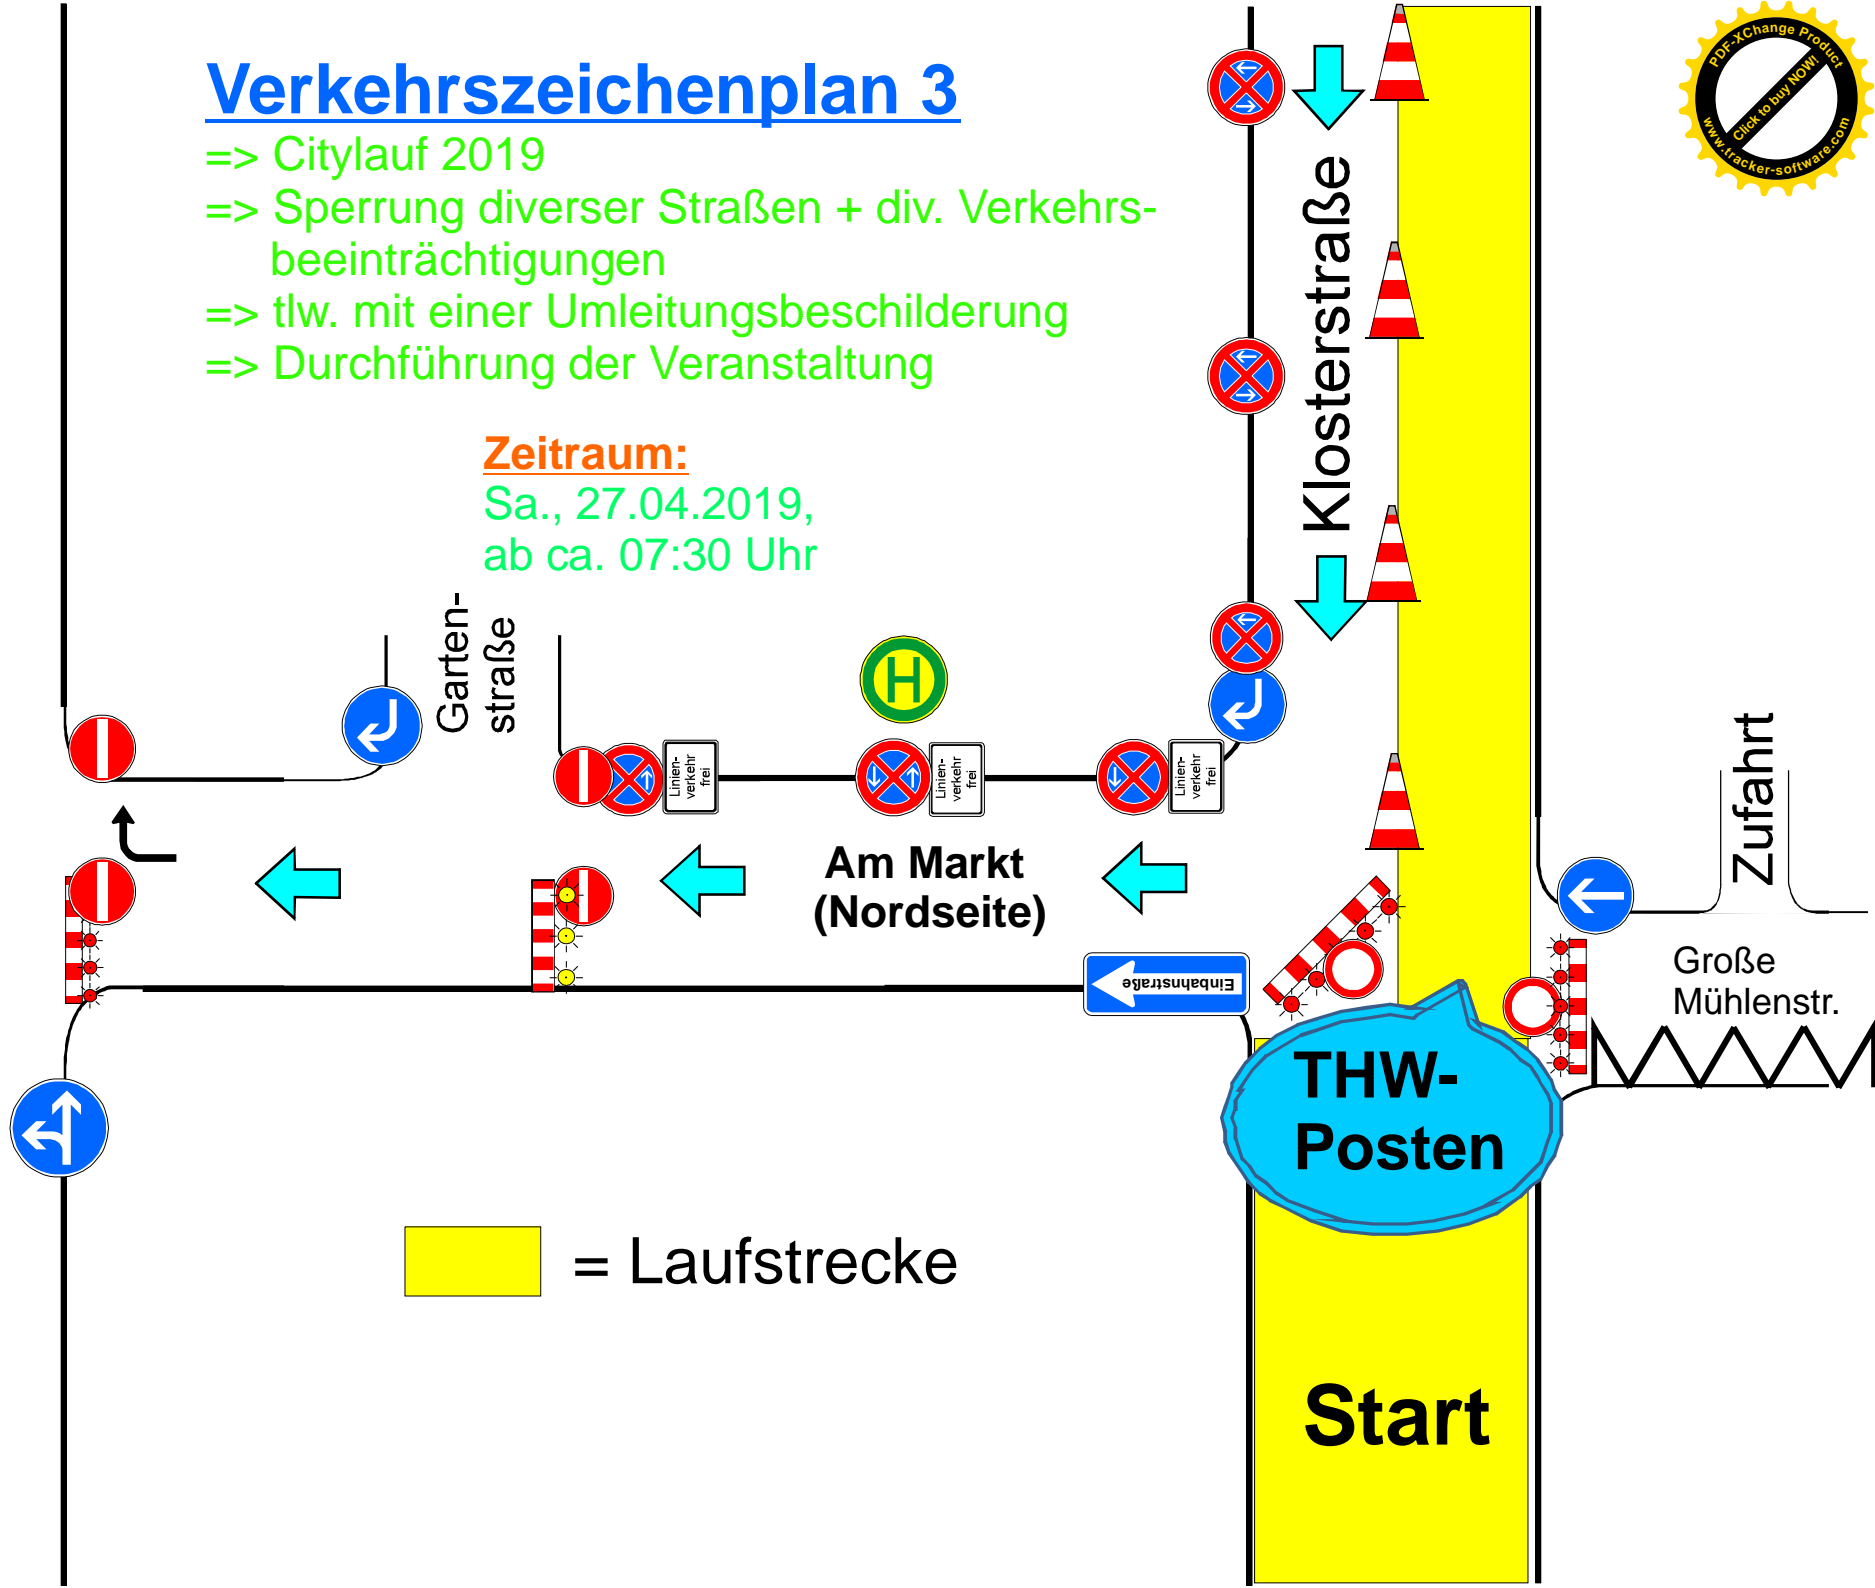 Verkehrszeichenplan 3
=> Citylauf 2019
=> Sperrung diverser Straßen + div. Verkehrs-
beeinträchtigungen
=> tlw. mit einer Umleitungsbeschilderung
=> Durchführung der Veranstaltung
Zeitraum:
Sa., 27.04.2019,
ab ca. 07:30 Uhr
PDF-XChange Product
Click to buy NOW!
www.tracker-software.com
Klosterstraße
Garten-
straße
H
Linien-
verkehr
frei
Linien-
verkehr
frei
Linien-
verkehr
frei
Zufahrt
Am Markt
(Nordseite)
Einbahnstraße
Große
Mühlenstr.
THW-
Posten
= Laufstrecke
Start